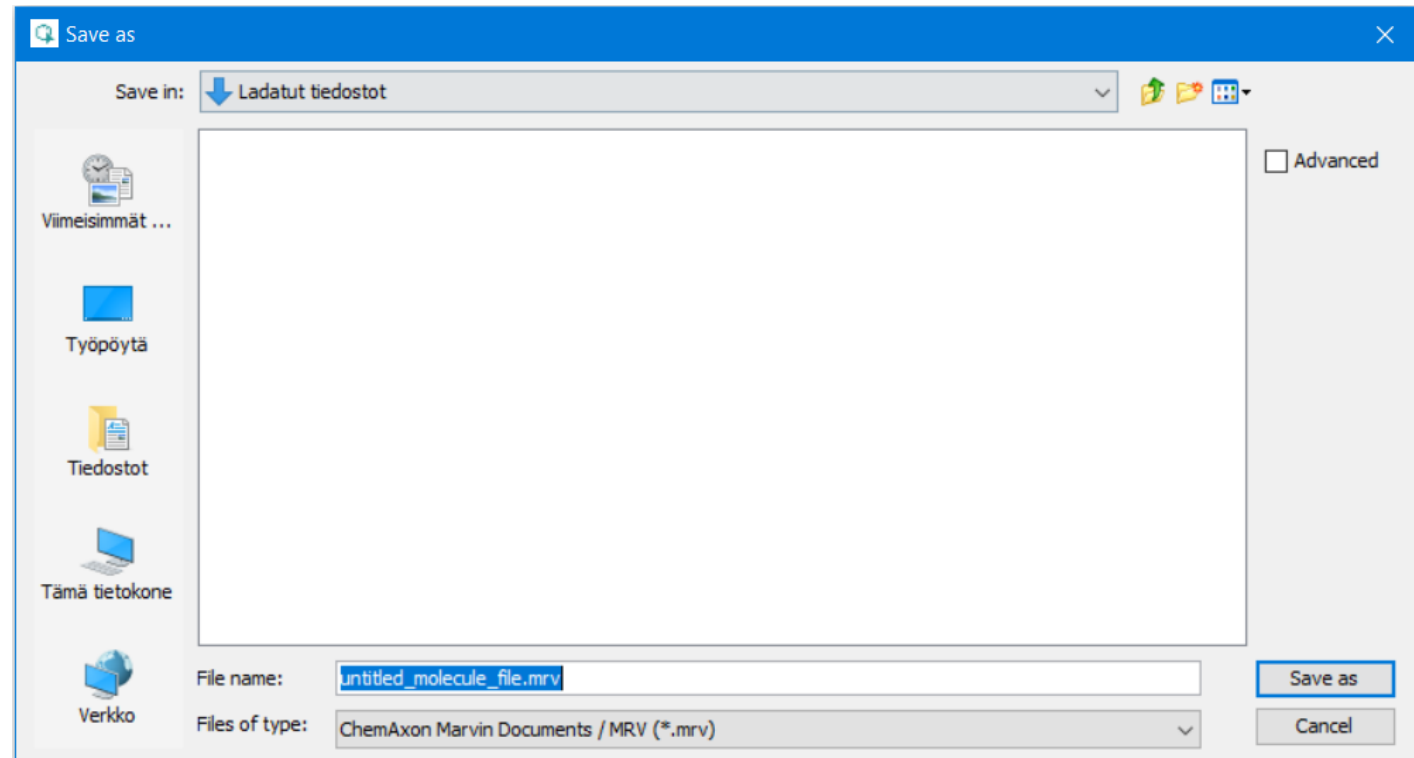 Save as
Save in:
Ladatut tiedostot
Advanced
Viimeisimmät ...
Työpöytä
Tiedostot
Tämä tietokone
Verkko
File name:
untitled_molecule_file.mrv
Save as
Files of type:
ChemAxon Marvin Documents / MRV (*.mrv)
Cancel